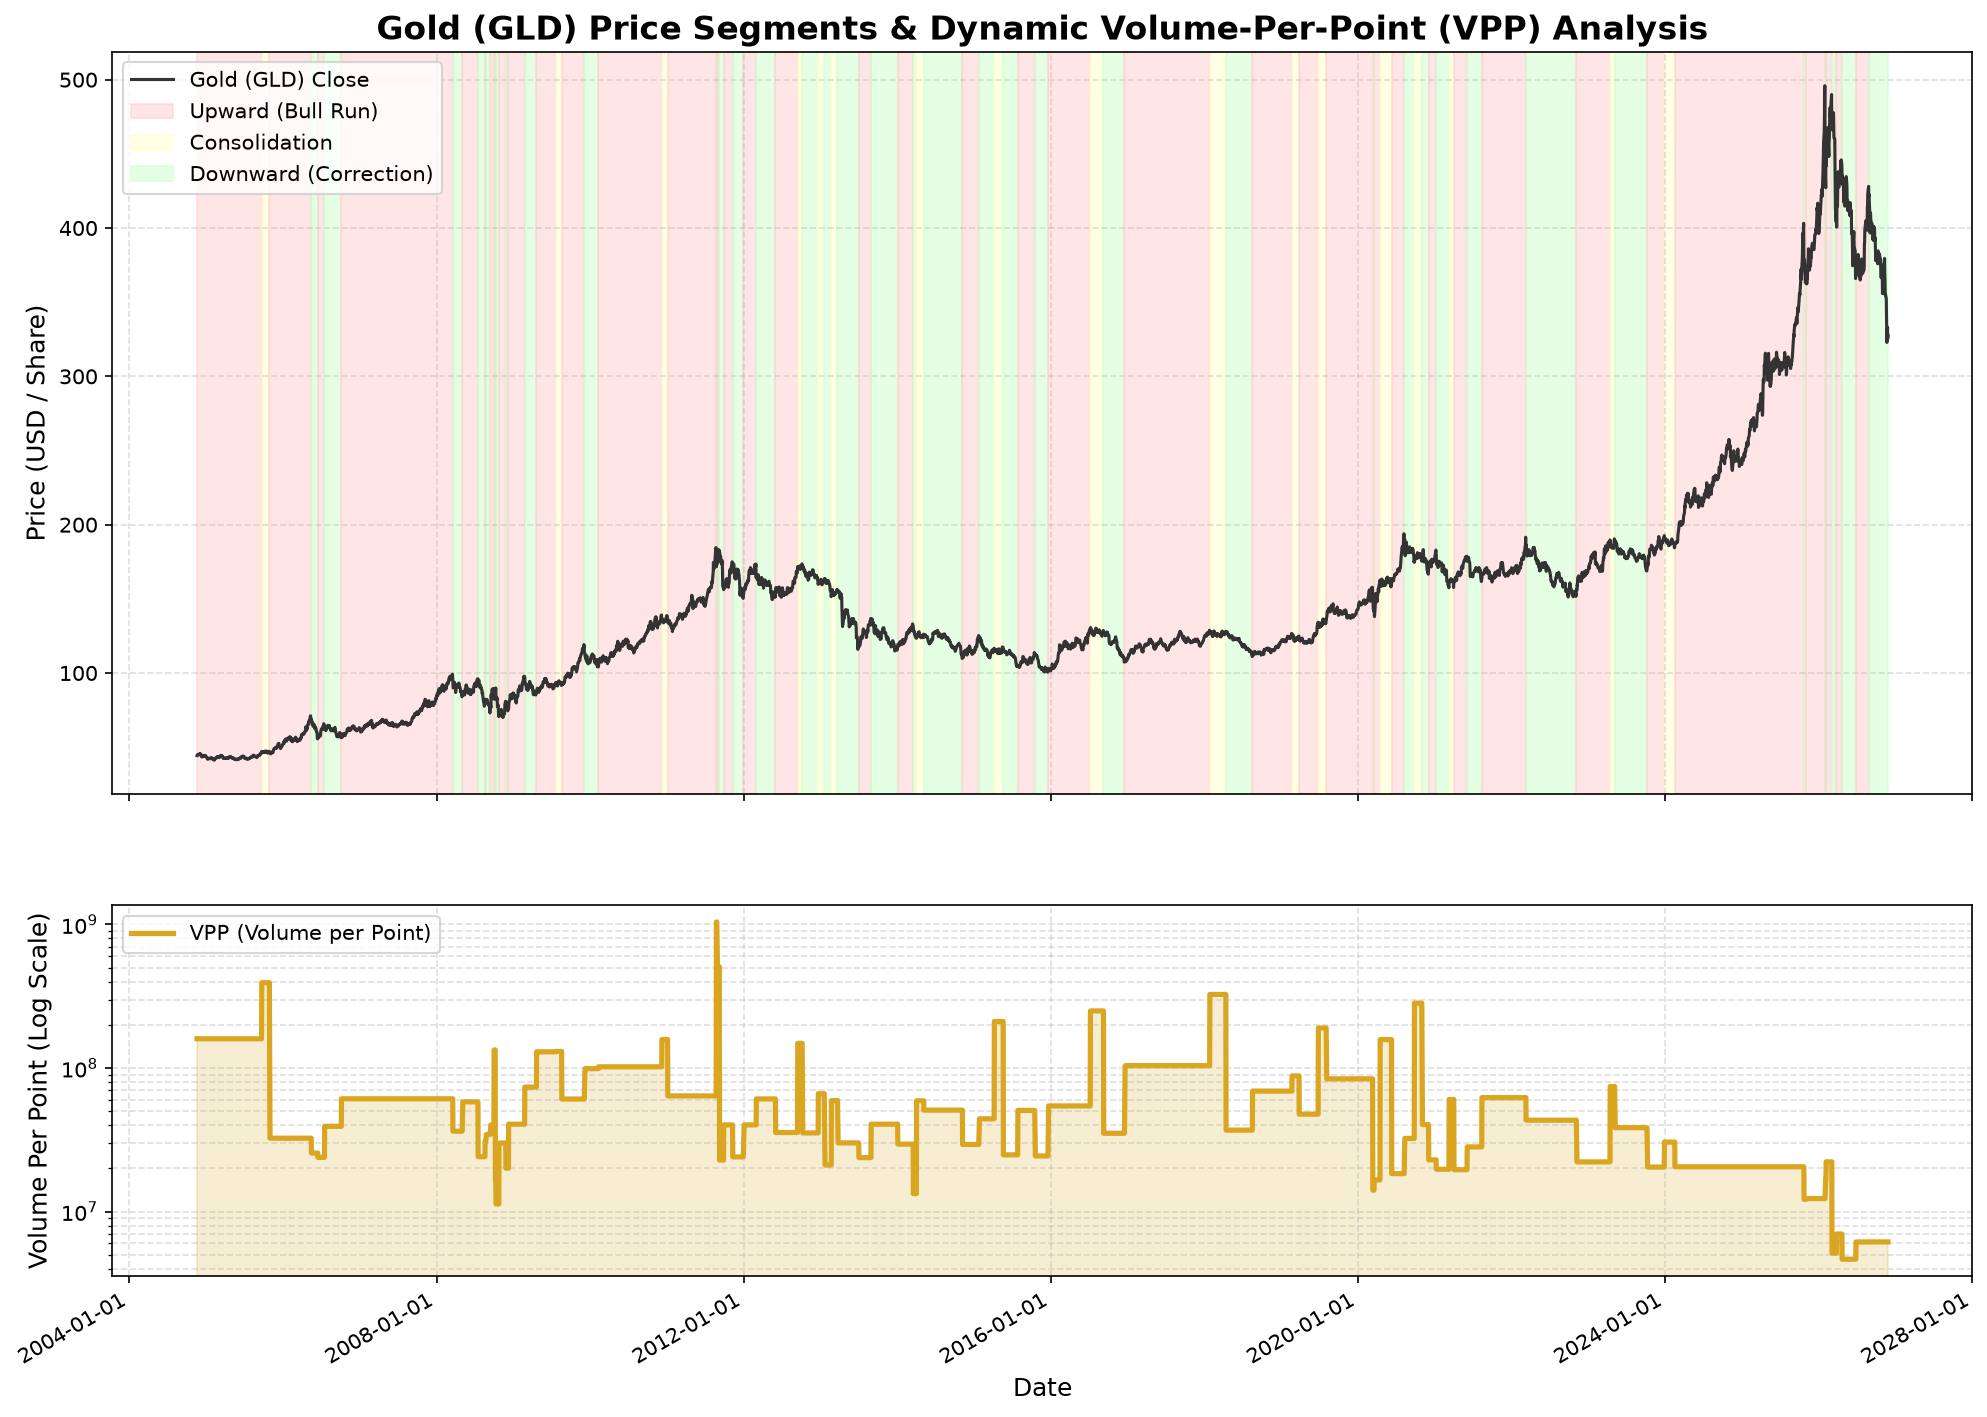 Gold (GLD) Price Segments & Dynamic Volume-Per-Point (VPP) Analysis
Gold (GLD) Close
Upward (Bull Run)
Consolidation
Downward (Correction)
Price (USD / Share)
500
400
300
200
100
VPP (Volume per Point)
Volume Per Point (Log Scale)
10⁹
10⁸
10⁷
2004-01-01
2008-01-01
2012-01-01
2016-01-01
2020-01-01
2024-01-01
2028-01-01
Date